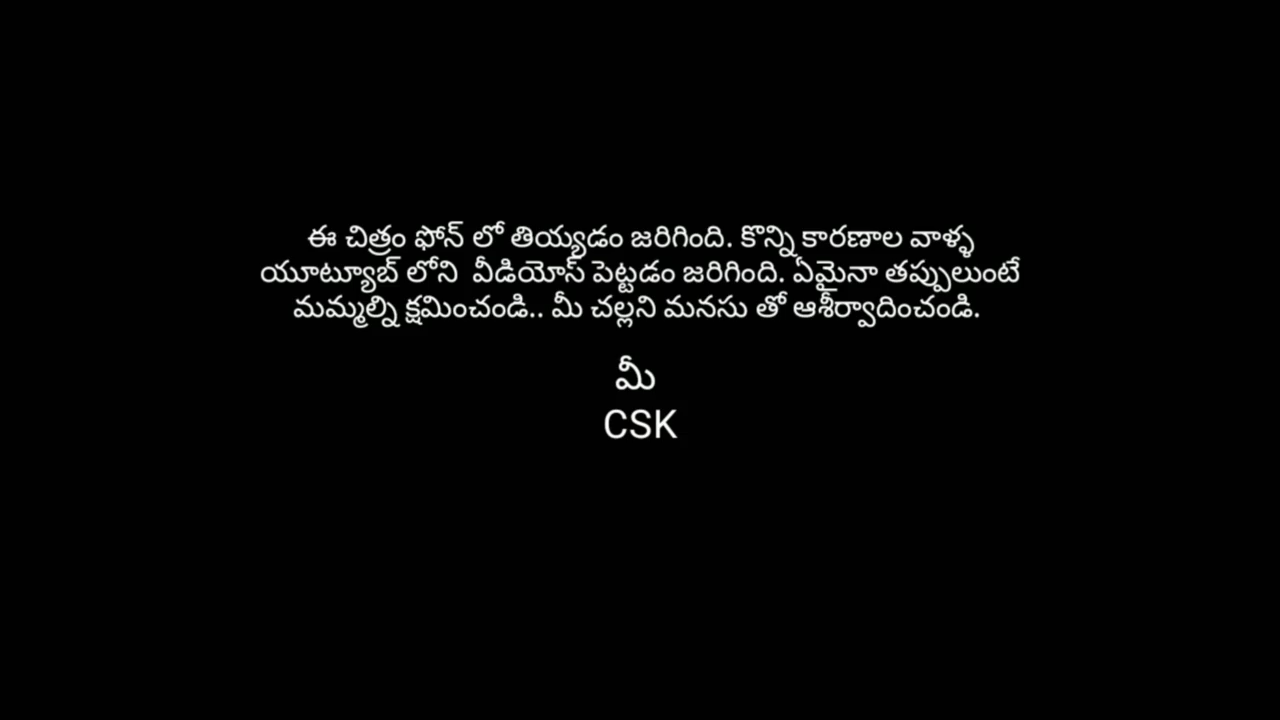 ఈ చిత్రం ఫోన్ లో తియ్యడం జరిగింది. కొన్ని కారణాల వాళ్ళ
యూట్యూబ్ లోని వీడియోస్ పెట్టడం జరిగింది. ఏమైనా తప్పులుంటే
మమ్మల్ని క్షమించండి.. మీ చల్లని మనసు తో ఆశీర్వాదించండి.
మీ
CSK